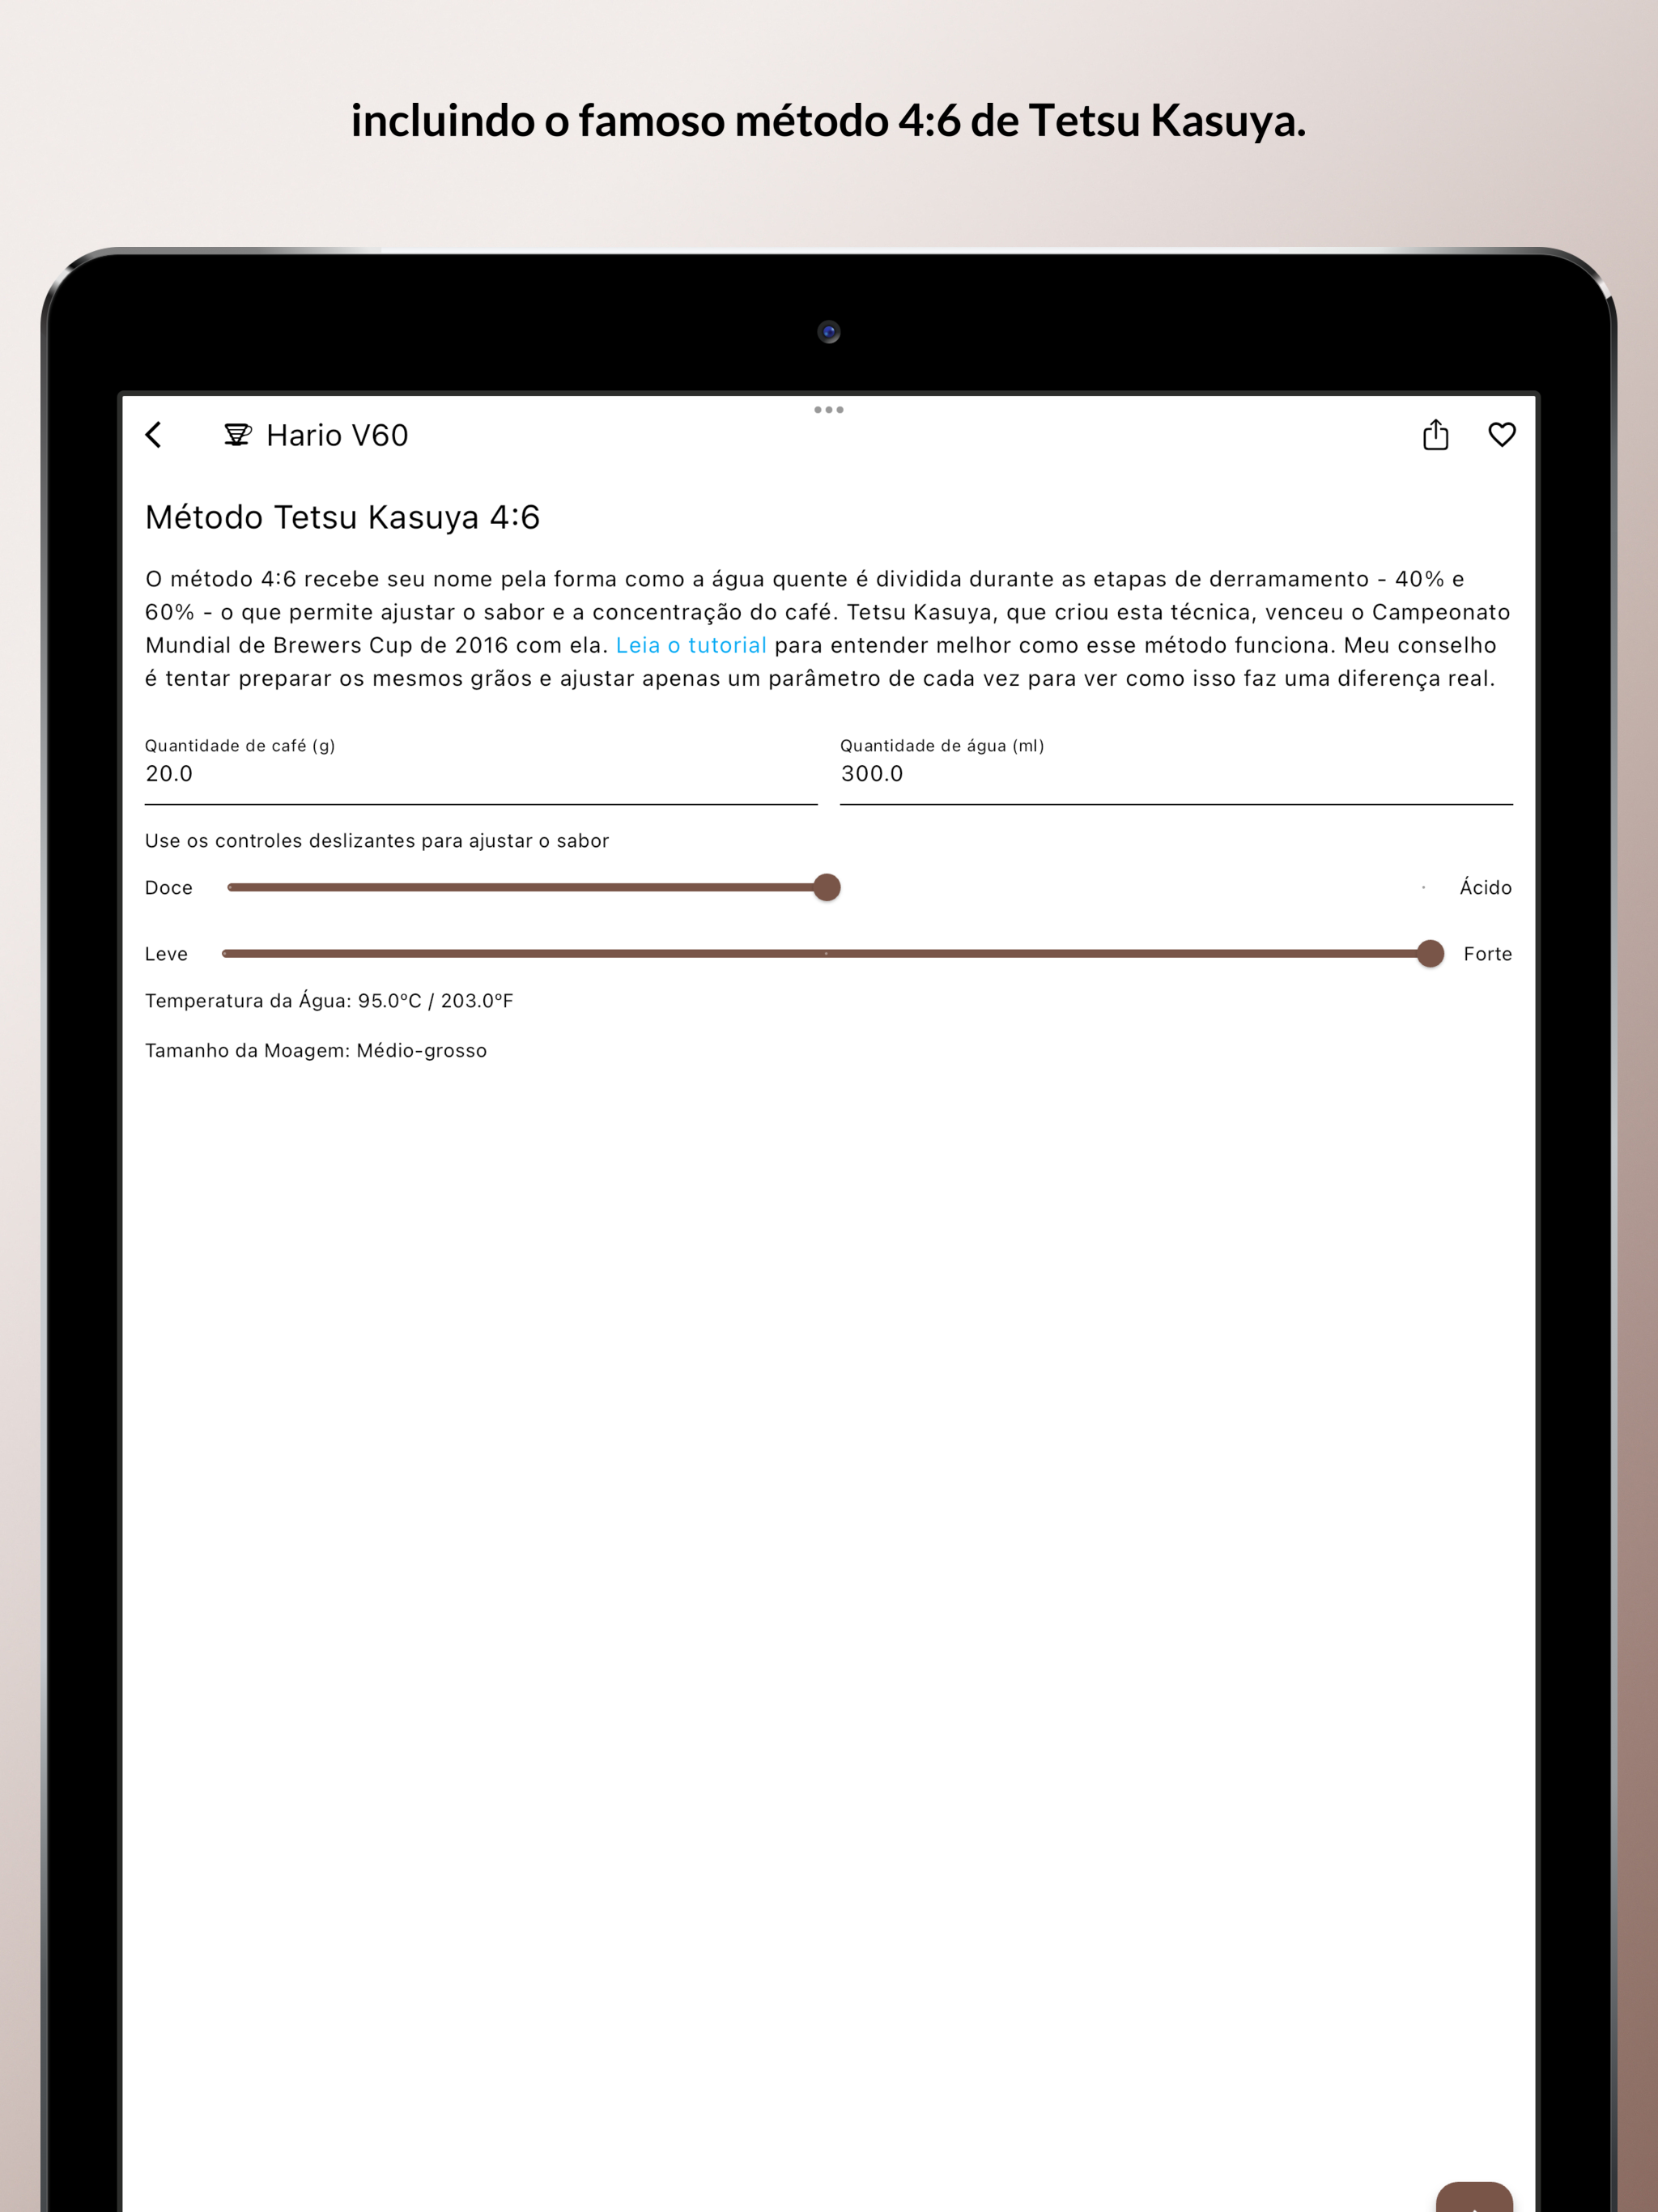 incluindo o famoso método 4:6 de Tetsu Kasuya.
Hario V60
Método Tetsu Kasuya 4:6
O método 4:6 recebe seu nome pela forma como a água quente é dividida durante as etapas de derramamento - 40% e
60% - o que permite ajustar o sabor e a concentração do café. Tetsu Kasuya, que criou esta técnica, venceu o Campeonato
Mundial de Brewers Cup de 2016 com ela. Leia o tutorial para entender melhor como esse método funciona. Meu conselho
é tentar preparar os mesmos grãos e ajustar apenas um parâmetro de cada vez para ver como isso faz uma diferença real.
Quantidade de café (g) Quantidade de água (ml)
20.0 300.0
Use os controles deslizantes para ajustar o sabor
Doce Ácido
Leve Forte
Temperatura da Água: 95.0ºC / 203.0ºF
Tamanho da Moagem: Médio-grosso